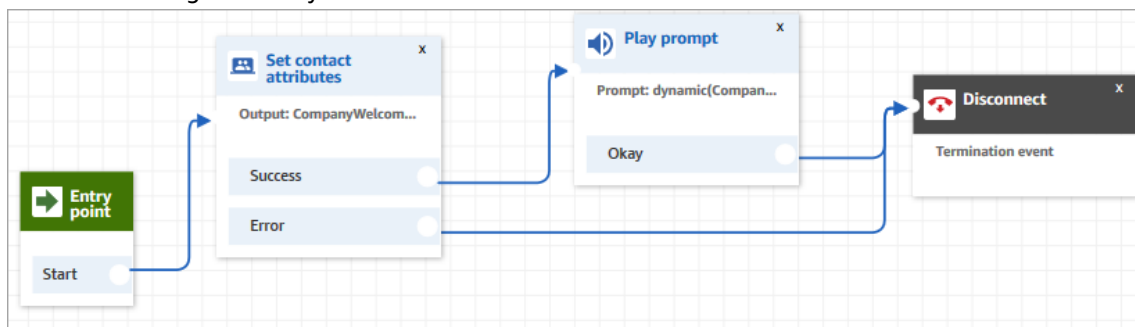 Set contact
attributes
x
Output: CompanyWelcom...
Success
Error
Play prompt
x
Prompt: dynamic(Compan...
Okay
Disconnect
x
Termination event
Entry
point
Start